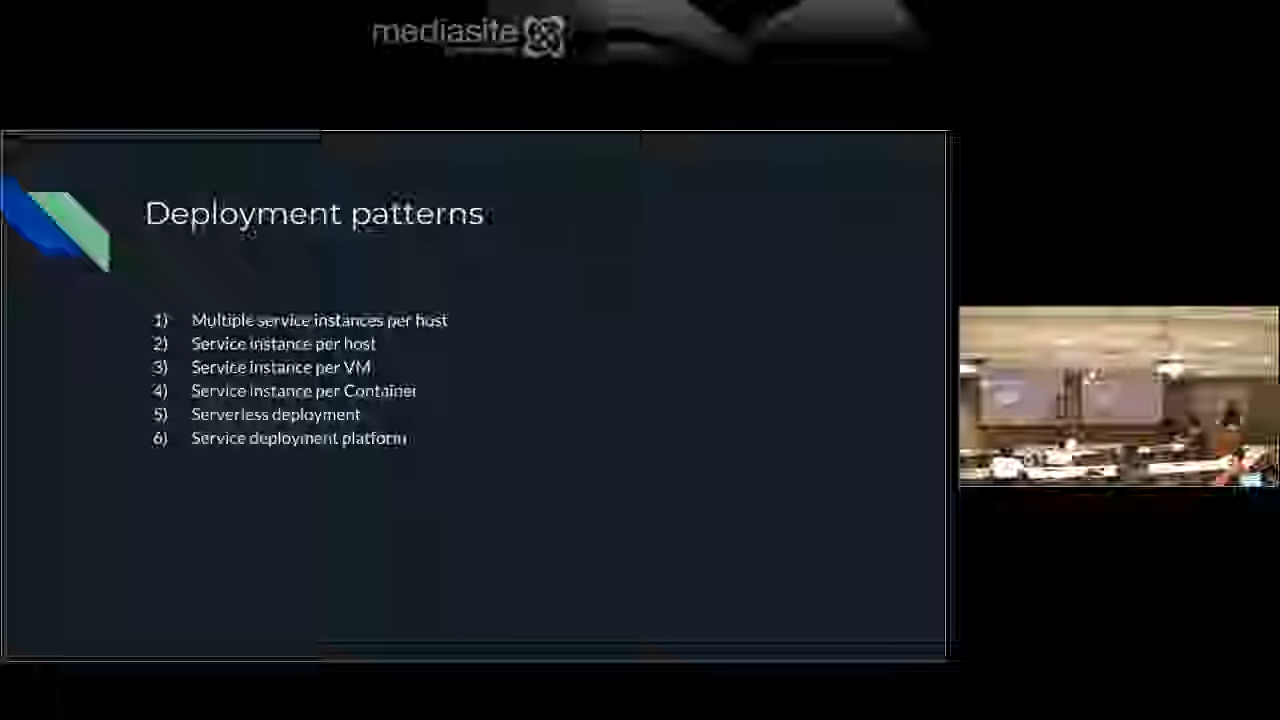 mediasite
Deployment patterns
1) Multiple service instances per host
2) Service instance per host
3) Service instance per VM
4) Service instance per Container
5) Serverless deployment
6) Service deployment platform